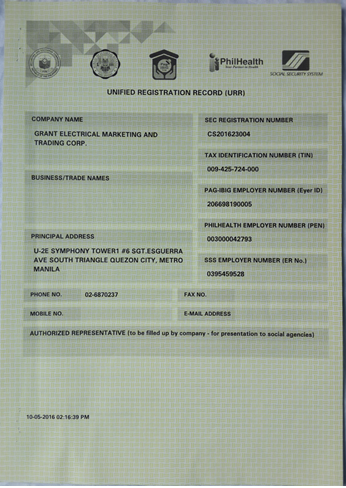 PhilHealth
Your Partner in Health
SOCIAL SECURITY SYSTEM
UNIFIED REGISTRATION RECORD (URR)
COMPANY NAME
GRANT ELECTRICAL MARKETING AND
TRADING CORP.
BUSINESS/TRADE NAMES
PRINCIPAL ADDRESS
U-2E SYMPHONY TOWER1 #6 SGT.ESGUERRA
AVE SOUTH TRIANGLE QUEZON CITY, METRO
MANILA
SEC REGISTRATION NUMBER
CS201623004
TAX IDENTIFICATION NUMBER (TIN)
009-425-724-000
PAG-IBIG EMPLOYER NUMBER (Eyer ID)
206698190005
PHILHEALTH EMPLOYER NUMBER (PEN)
003000042793
SSS EMPLOYER NUMBER (ER No.)
0395459528
PHONE NO. 02-6870237 FAX NO.
MOBILE NO. E-MAIL ADDRESS
AUTHORIZED REPRESENTATIVE (to be filled up by company - for presentation to social agencies)
10-05-2016 02:16:39 PM